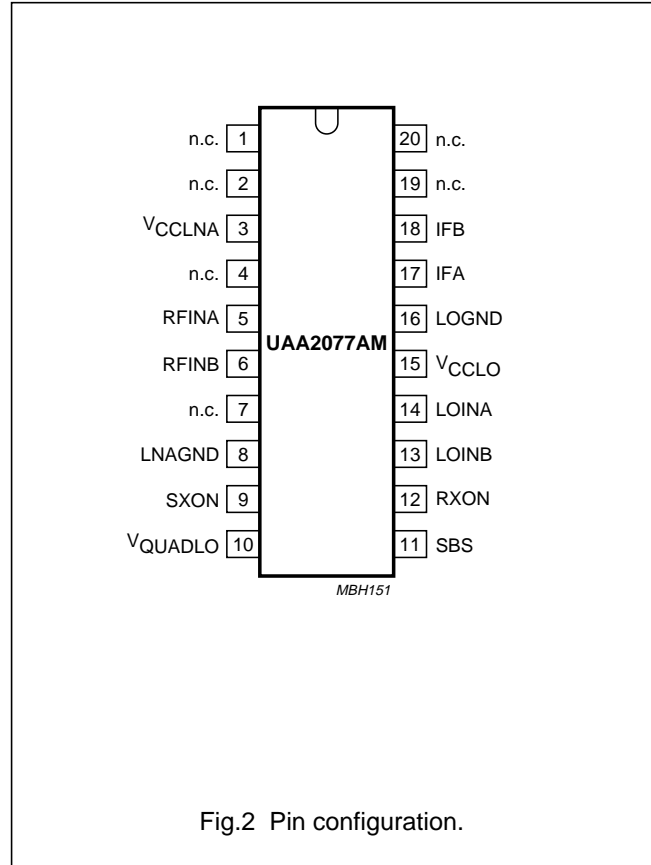 n.c. 1 20 n.c.
n.c. 2 19 n.c.
VCCLNA 3 18 IFB
n.c. 4 17 IFA
RFINA 5 16 LOGND
UAA2077AM
RFINB 6 15 VCCLO
n.c. 7 14 LOINA
LNAGND 8 13 LOINB
SXON 9 12 RXON
VQUADLO 10 11 SBS
MBH151
Fig.2 Pin configuration.